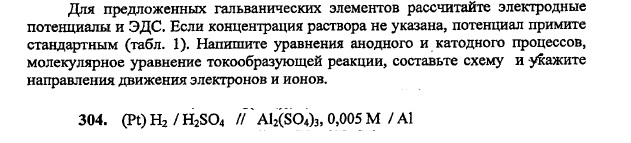 Для предложенных гальванических элементов рассчитайте электродные
потенциалы и ЭДС. Если концентрация раствора не указана, потенциал примите
стандартным (табл. 1). Напишите уравнения анодного и катодного процессов,
молекулярное уравнение токообразующей реакции, составьте схему и укажите
направления движения электронов и ионов.
304. (Pt) H₂ / H₂SO₄ // Al₂(SO₄)₃, 0,005 M / Al